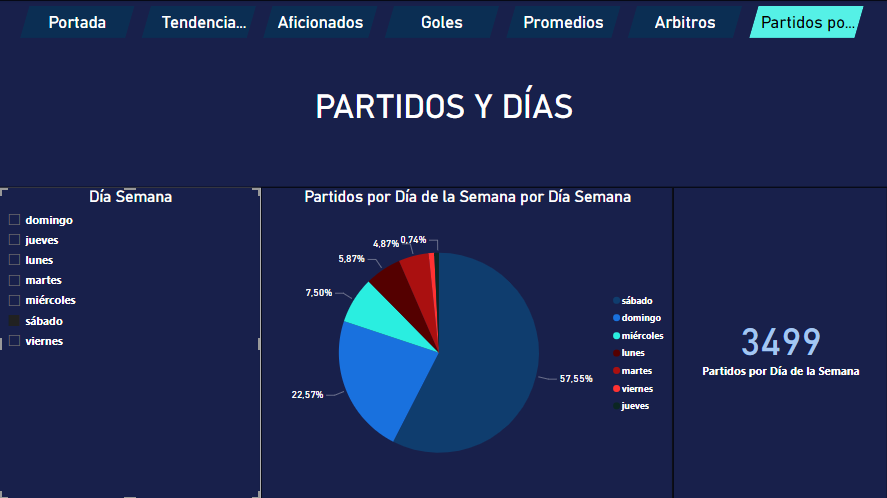 Portada
Tendencia...
Aficionados
Goles
Promedios
Arbitros
Partidos po...
PARTIDOS Y DÍAS
Día Semana
domingo
jueves
lunes
martes
miércoles
sábado
viernes
Partidos por Día de la Semana por Día Semana
0,74%
4,87%
5,87%
7,50%
22,57%
57,55%
sábado
domingo
miércoles
lunes
martes
viernes
jueves
3499
Partidos por Día de la Semana